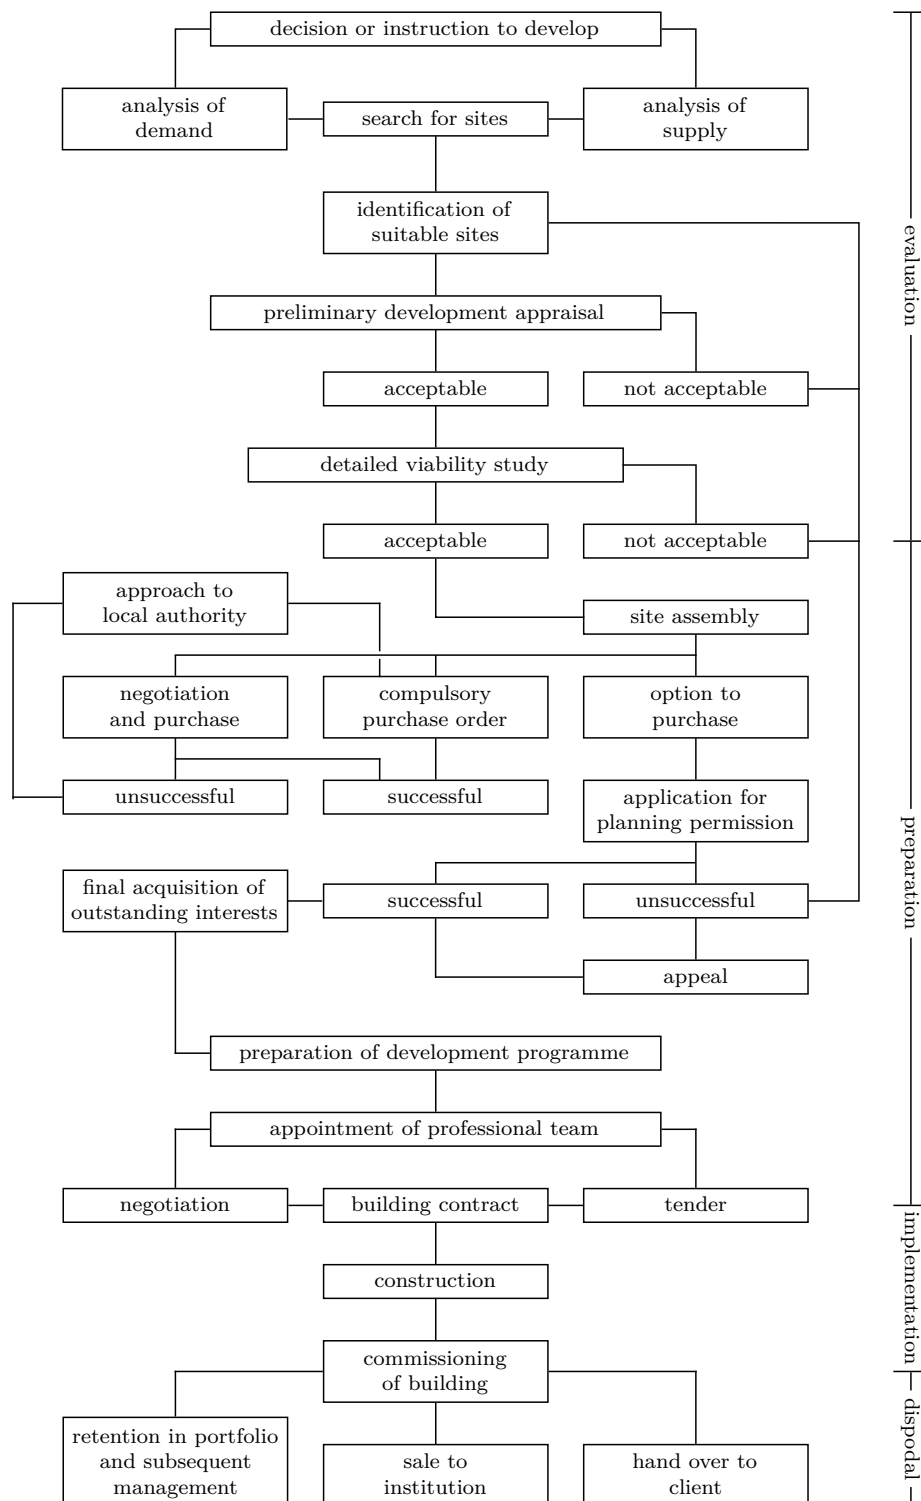 decision or instruction to develop
analysis of
demand
search for sites
analysis of
supply
identification of
suitable sites
evaluation
preliminary development appraisal
acceptable
not acceptable
detailed viability study
acceptable
not acceptable
approach to
local authority
site assembly
negotiation
and purchase
compulsory
purchase order
option to
purchase
unsuccessful
successful
application for
planning permission
preparation
final acquisition of
outstanding interests
successful
unsuccessful
appeal
preparation of development programme
appointment of professional team
negotiation
building contract
tender
implementation
construction
commissioning
of building
dispodal
retention in portfolio
and subsequent
management
sale to
institution
hand over to
client